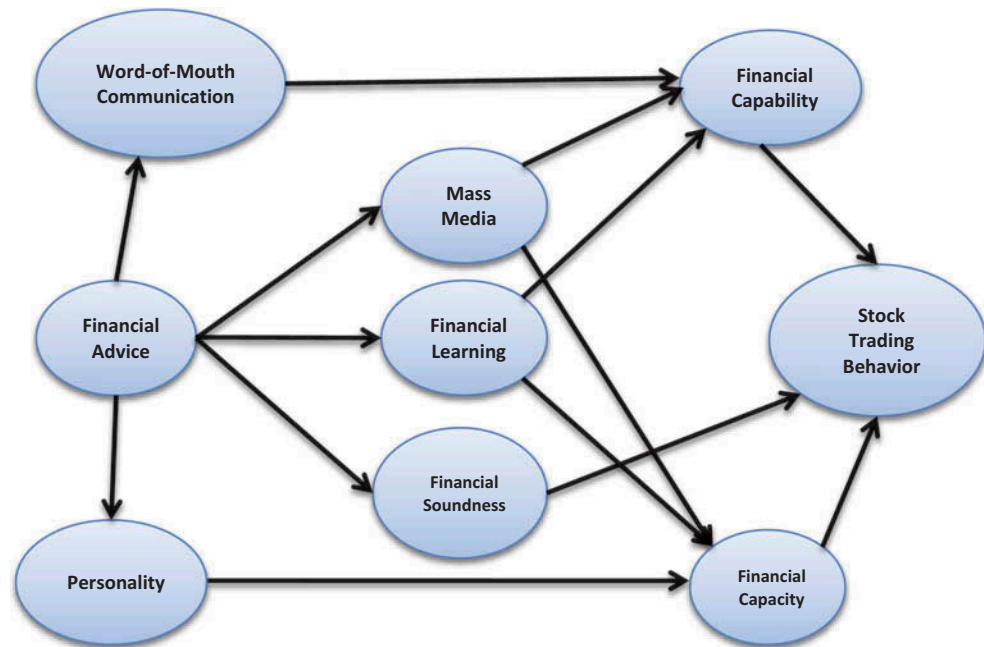 Word-of-Mouth
Communication
Financial
Capability
Mass
Media
Financial
Advice
Financial
Learning
Stock
Trading
Behavior
Financial
Soundness
Personality
Financial
Capacity